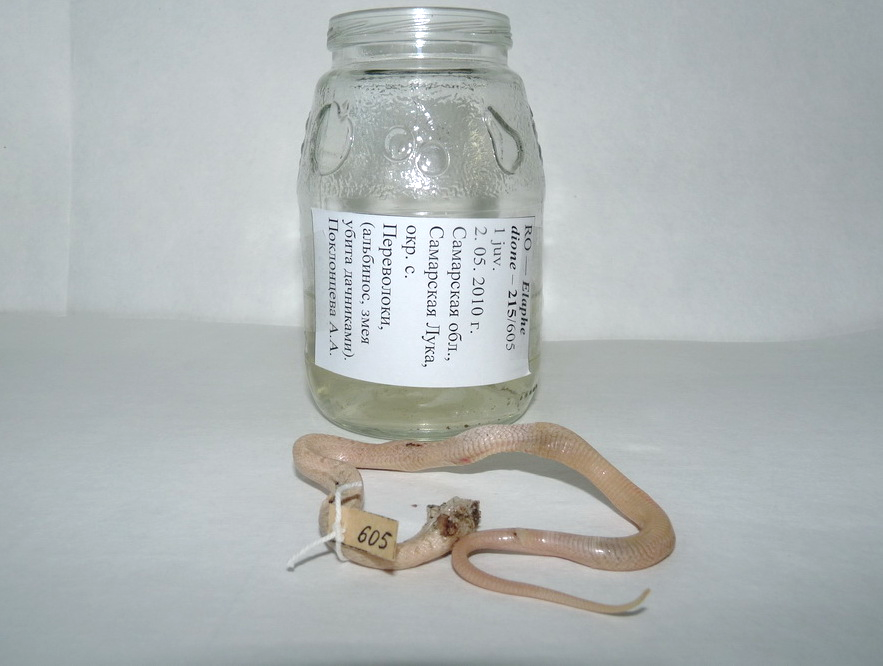 RO — Elaphe
dione – 215/605
1 juv.
2. 05. 2010 г.
Самарская обл.,
Самарская Лука,
окр. с.
Переволоки,
(альбинос, змея
убита дачниками).
Поклонцева А.А.
605